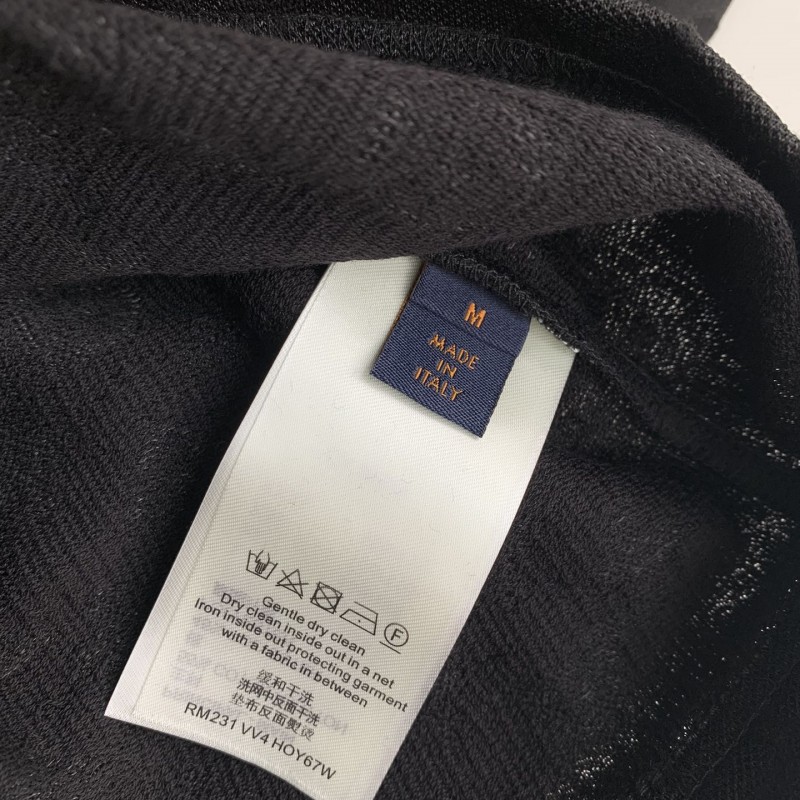 M
MADE
IN
ITALY
F
Gentle dry clean
Dry clean inside out in a net
Iron inside out protecting garment
with a fabric in between
缓和干洗
洗网中反面干洗
垫布反面熨烫
RM231 VV4 HOY67W